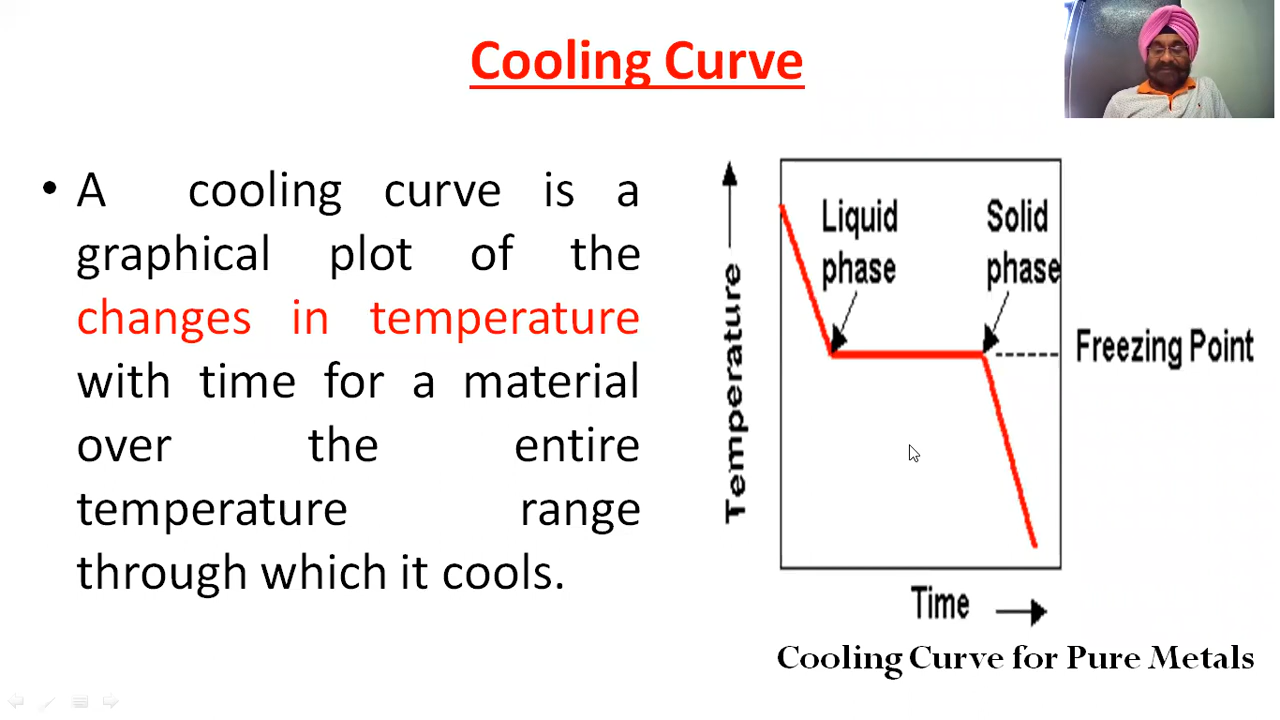 Cooling Curve
• A cooling curve is a
graphical plot of the
changes in temperature
with time for a material
over the entire
temperature range
through which it cools.
Temperature
Liquid
phase
Solid
phase
Freezing Point
Time
Cooling Curve for Pure Metals